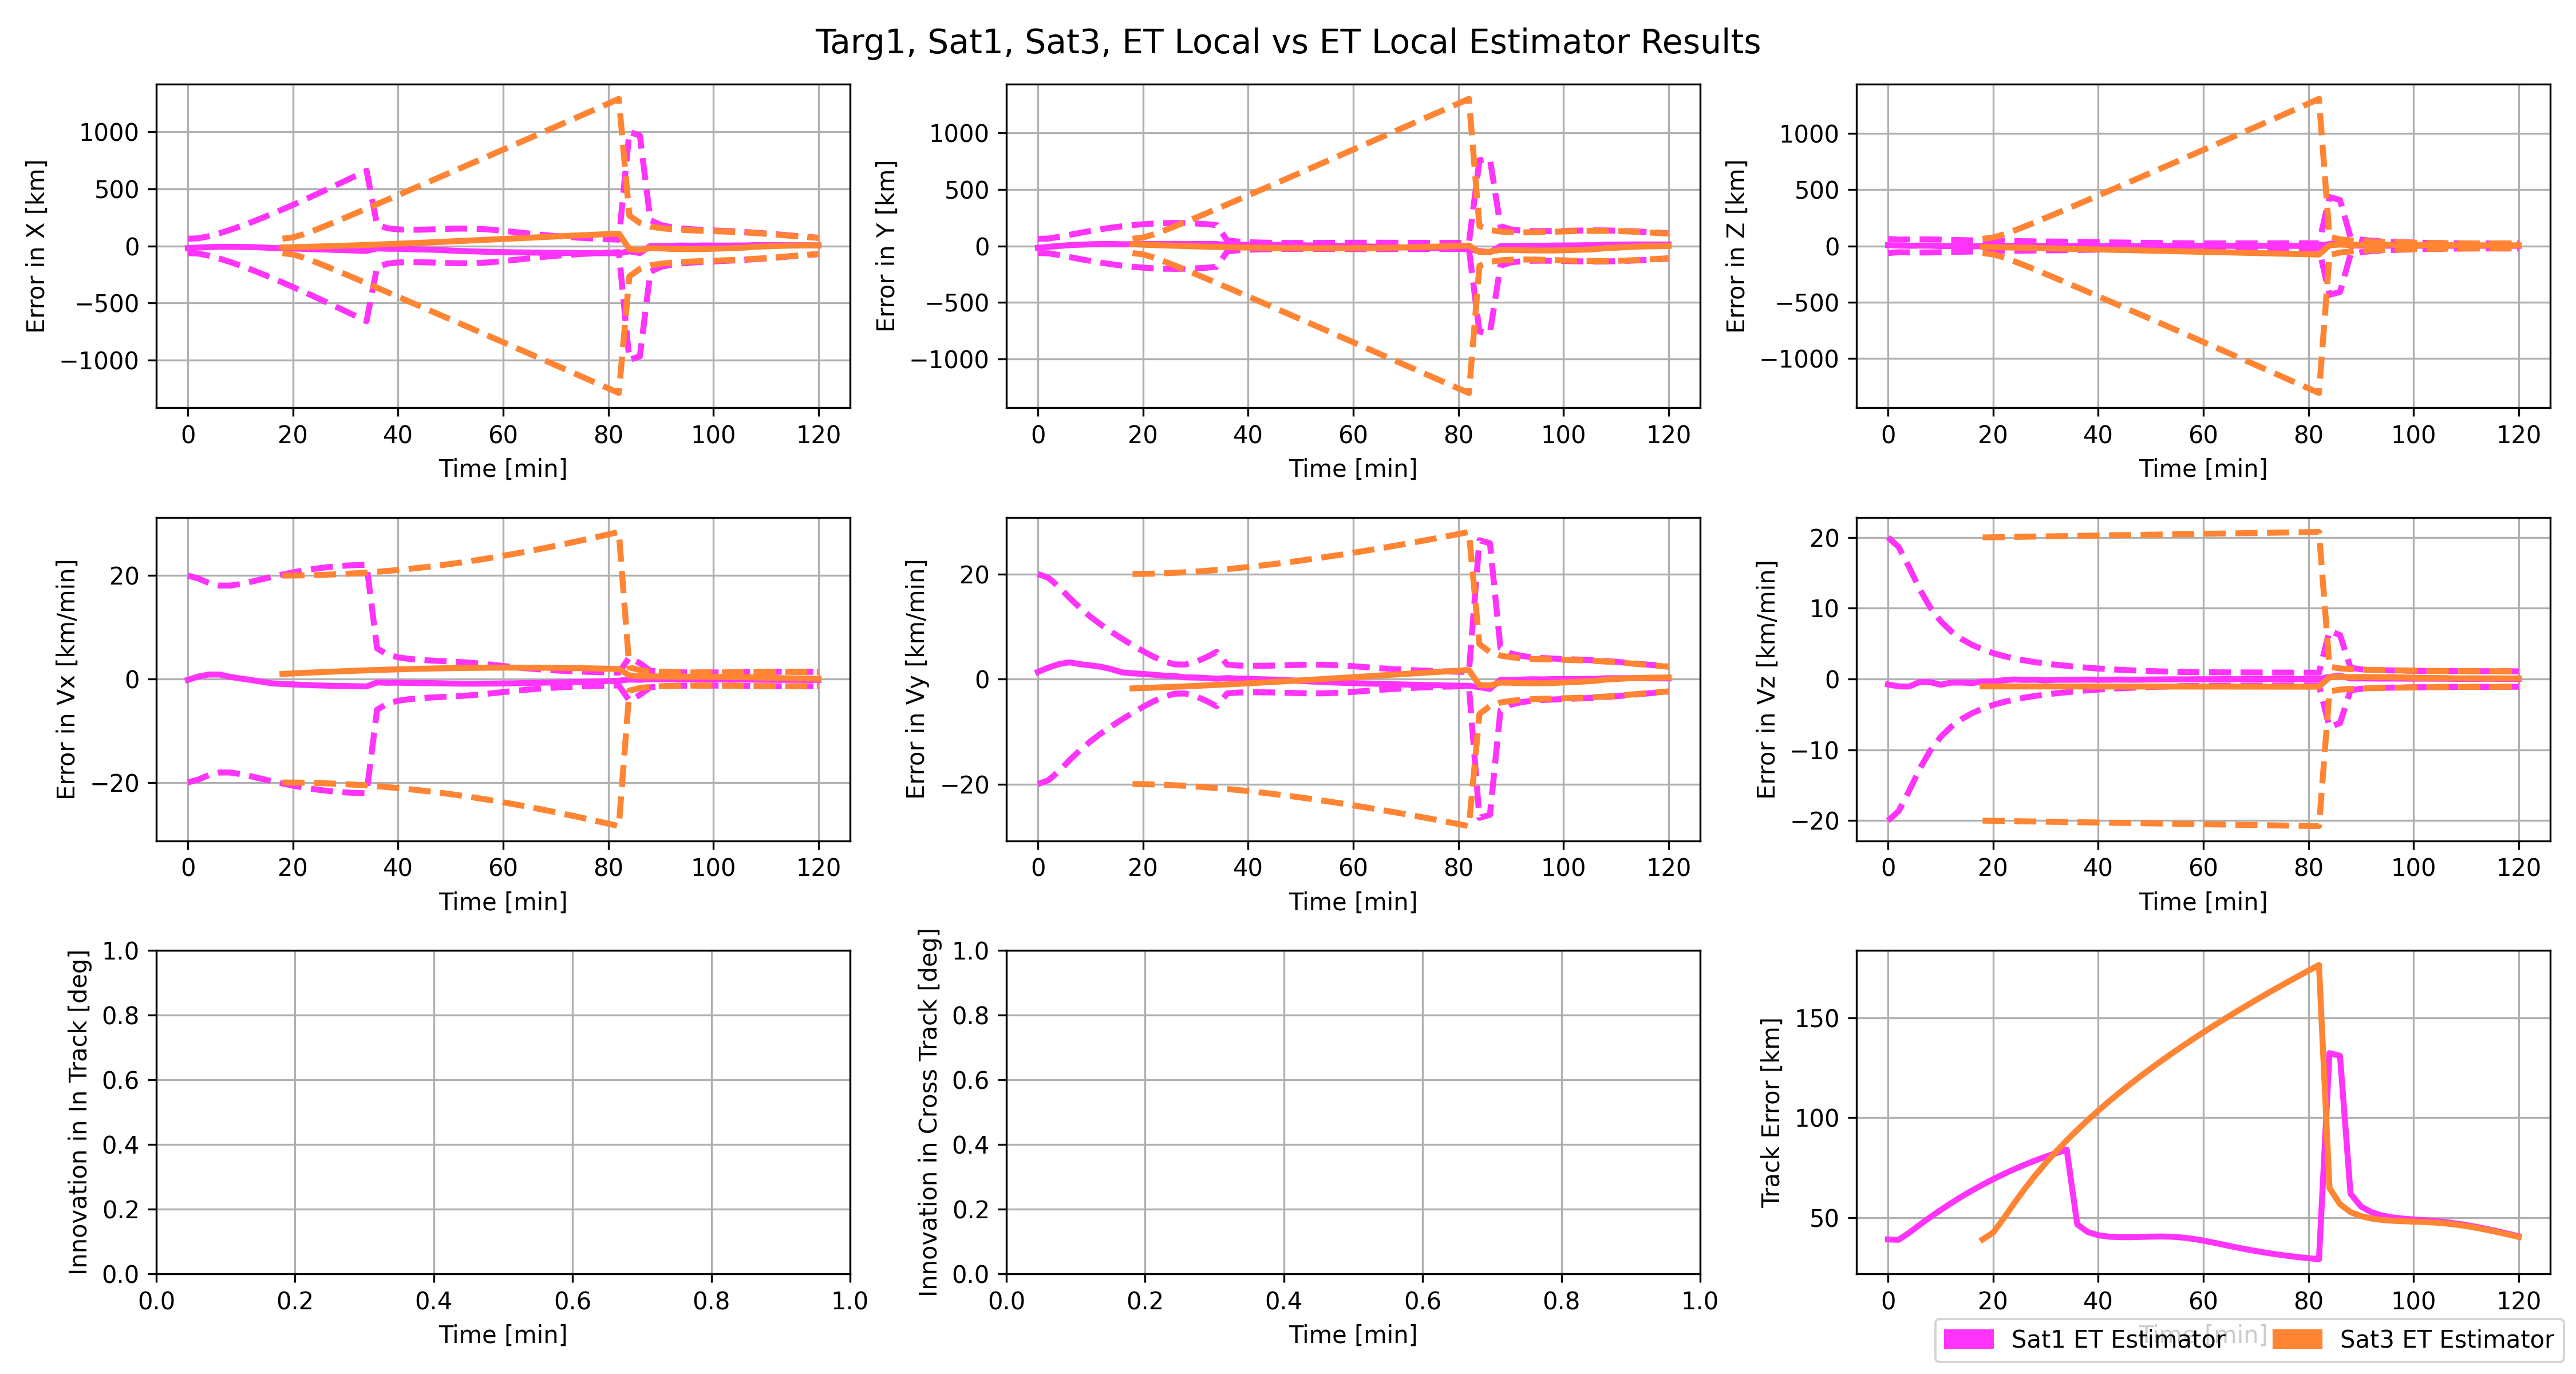 Targ1, Sat1, Sat3, ET Local vs ET Local Estimator Results
Error in X [km]
1000
500
0
−500
−1000
0 20 40 60 80 100 120
Time [min]
Error in Y [km]
1000
500
0
−500
−1000
0 20 40 60 80 100 120
Time [min]
Error in Z [km]
1000
500
0
−500
−1000
0 20 40 60 80 100 120
Time [min]
Error in Vx [km/min]
20
0
−20
0 20 40 60 80 100 120
Time [min]
Error in Vy [km/min]
20
0
−20
0 20 40 60 80 100 120
Time [min]
Error in Vz [km/min]
20
10
0
−10
−20
0 20 40 60 80 100 120
Time [min]
Innovation in In Track [deg]
1.0
0.8
0.6
0.4
0.2
0.0
0.0 0.2 0.4 0.6 0.8 1.0
Time [min]
Innovation in Cross Track [deg]
1.0
0.8
0.6
0.4
0.2
0.0
0.0 0.2 0.4 0.6 0.8 1.0
Time [min]
Track Error [km]
150
100
50
0 20 40 60 80 100 120
Time [min]
Sat1 ET Estimator
Sat3 ET Estimator